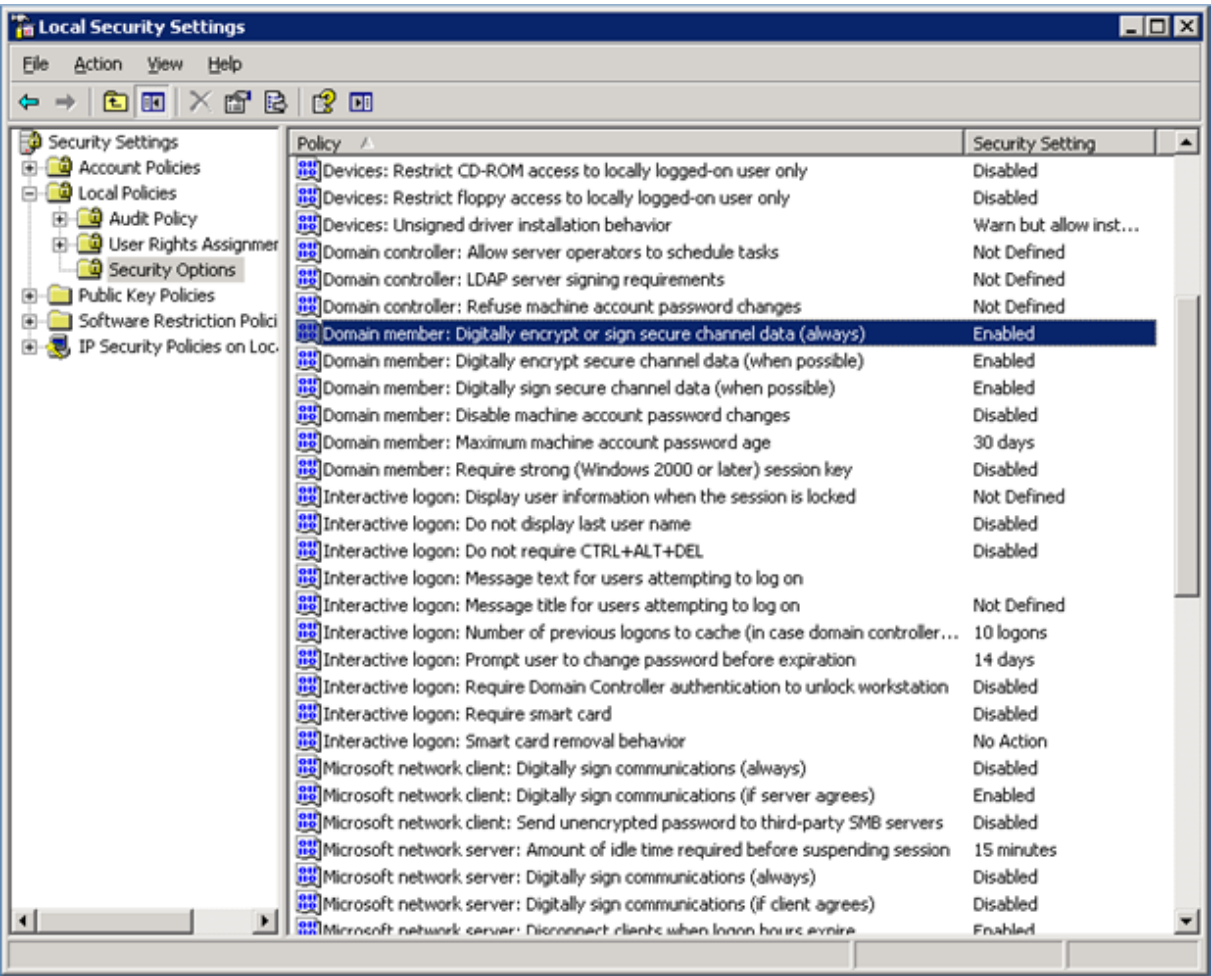 Local Security Settings
File Action View Help
Security Settings
Account Policies
Local Policies
Audit Policy
User Rights Assignmen
Security Options
Public Key Policies
Software Restriction Polici
IP Security Policies on Loc
Policy Security Setting
Devices: Restrict CD-ROM access to locally logged-on user only Disabled
Devices: Restrict floppy access to locally logged-on user only Disabled
Devices: Unsigned driver installation behavior Warn but allow inst...
Domain controller: Allow server operators to schedule tasks Not Defined
Domain controller: LDAP server signing requirements Not Defined
Domain controller: Refuse machine account password changes Not Defined
Domain member: Digitally encrypt or sign secure channel data (always) Enabled
Domain member: Digitally encrypt secure channel data (when possible) Enabled
Domain member: Digitally sign secure channel data (when possible) Enabled
Domain member: Disable machine account password changes Disabled
Domain member: Maximum machine account password age 30 days
Domain member: Require strong (Windows 2000 or later) session key Disabled
Interactive logon: Display user information when the session is locked Not Defined
Interactive logon: Do not display last user name Disabled
Interactive logon: Do not require CTRL+ALT+DEL Disabled
Interactive logon: Message text for users attempting to log on
Interactive logon: Message title for users attempting to log on Not Defined
Interactive logon: Number of previous logons to cache (in case domain controller... 10 logons
Interactive logon: Prompt user to change password before expiration 14 days
Interactive logon: Require Domain Controller authentication to unlock workstation Disabled
Interactive logon: Require smart card Disabled
Interactive logon: Smart card removal behavior No Action
Microsoft network client: Digitally sign communications (always) Disabled
Microsoft network client: Digitally sign communications (if server agrees) Enabled
Microsoft network client: Send unencrypted password to third-party SMB servers Disabled
Microsoft network server: Amount of idle time required before suspending session 15 minutes
Microsoft network server: Digitally sign communications (always) Disabled
Microsoft network server: Digitally sign communications (if client agrees) Disabled
Microsoft network server: Disconnect clients when logon hours expire Enabled